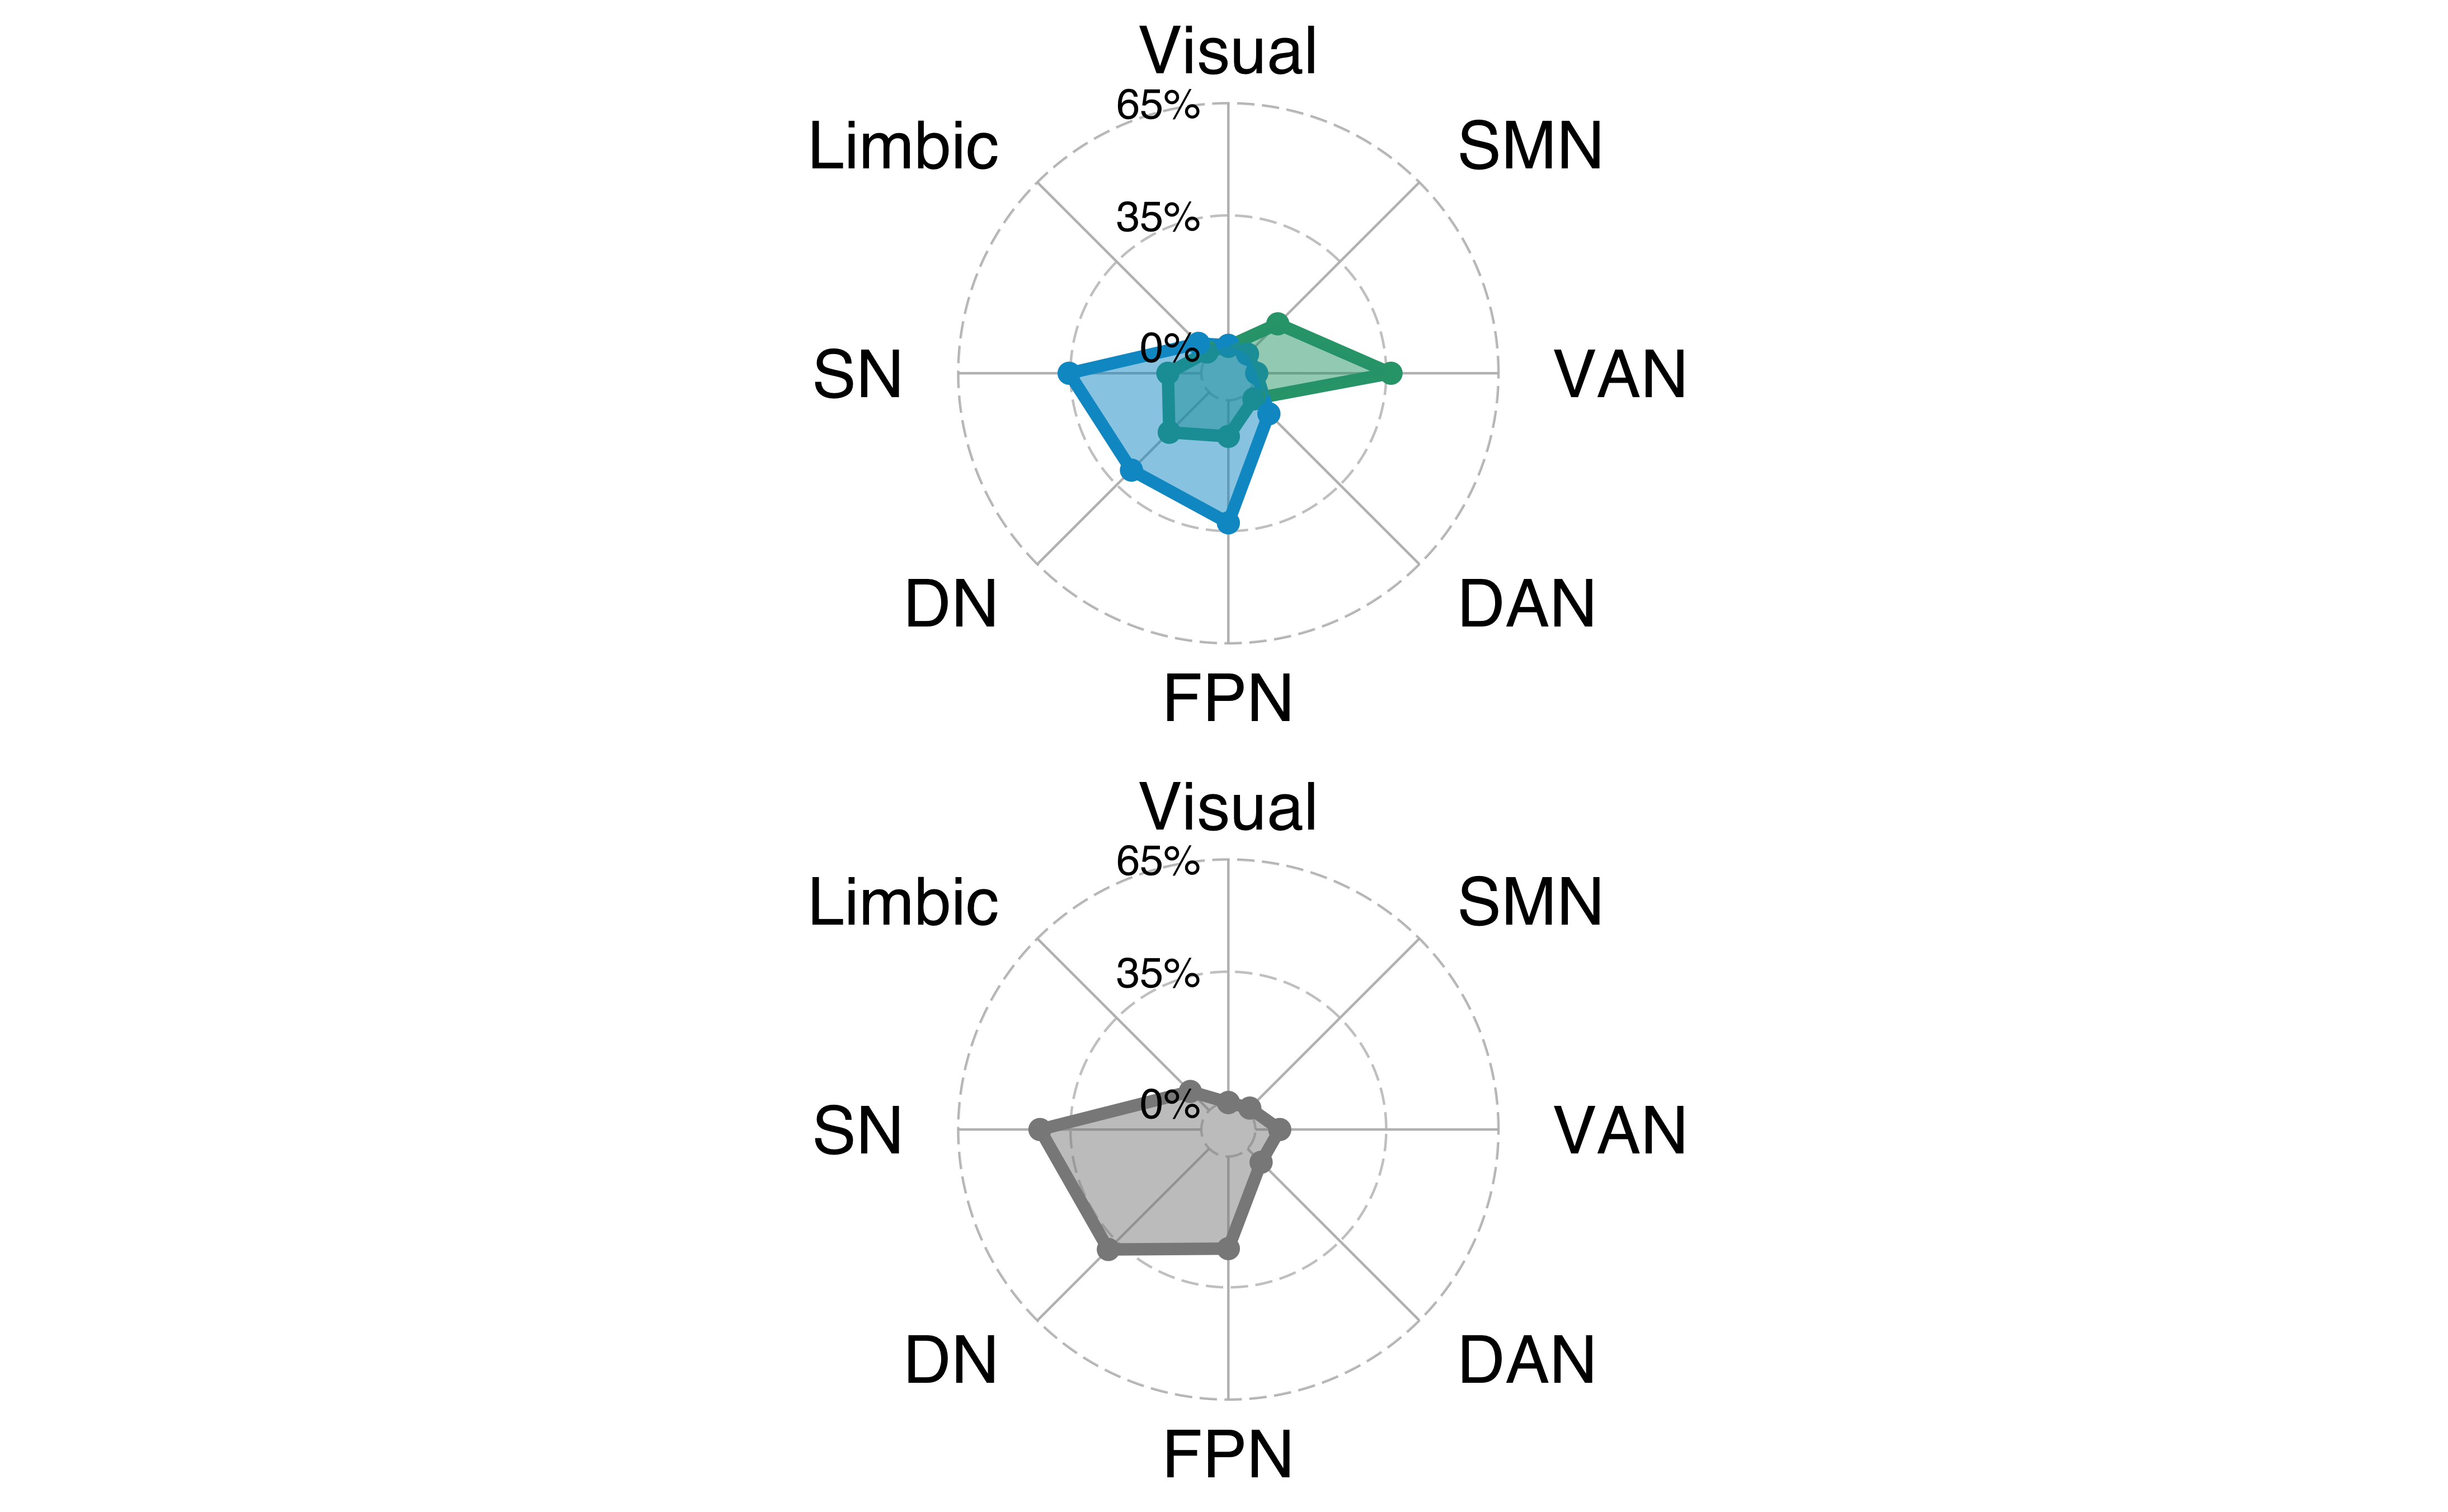 Visual
65%
Limbic
SMN
35%
0%
SN
VAN
DN
DAN
FPN
Visual
65%
Limbic
SMN
35%
0%
SN
VAN
DN
DAN
FPN